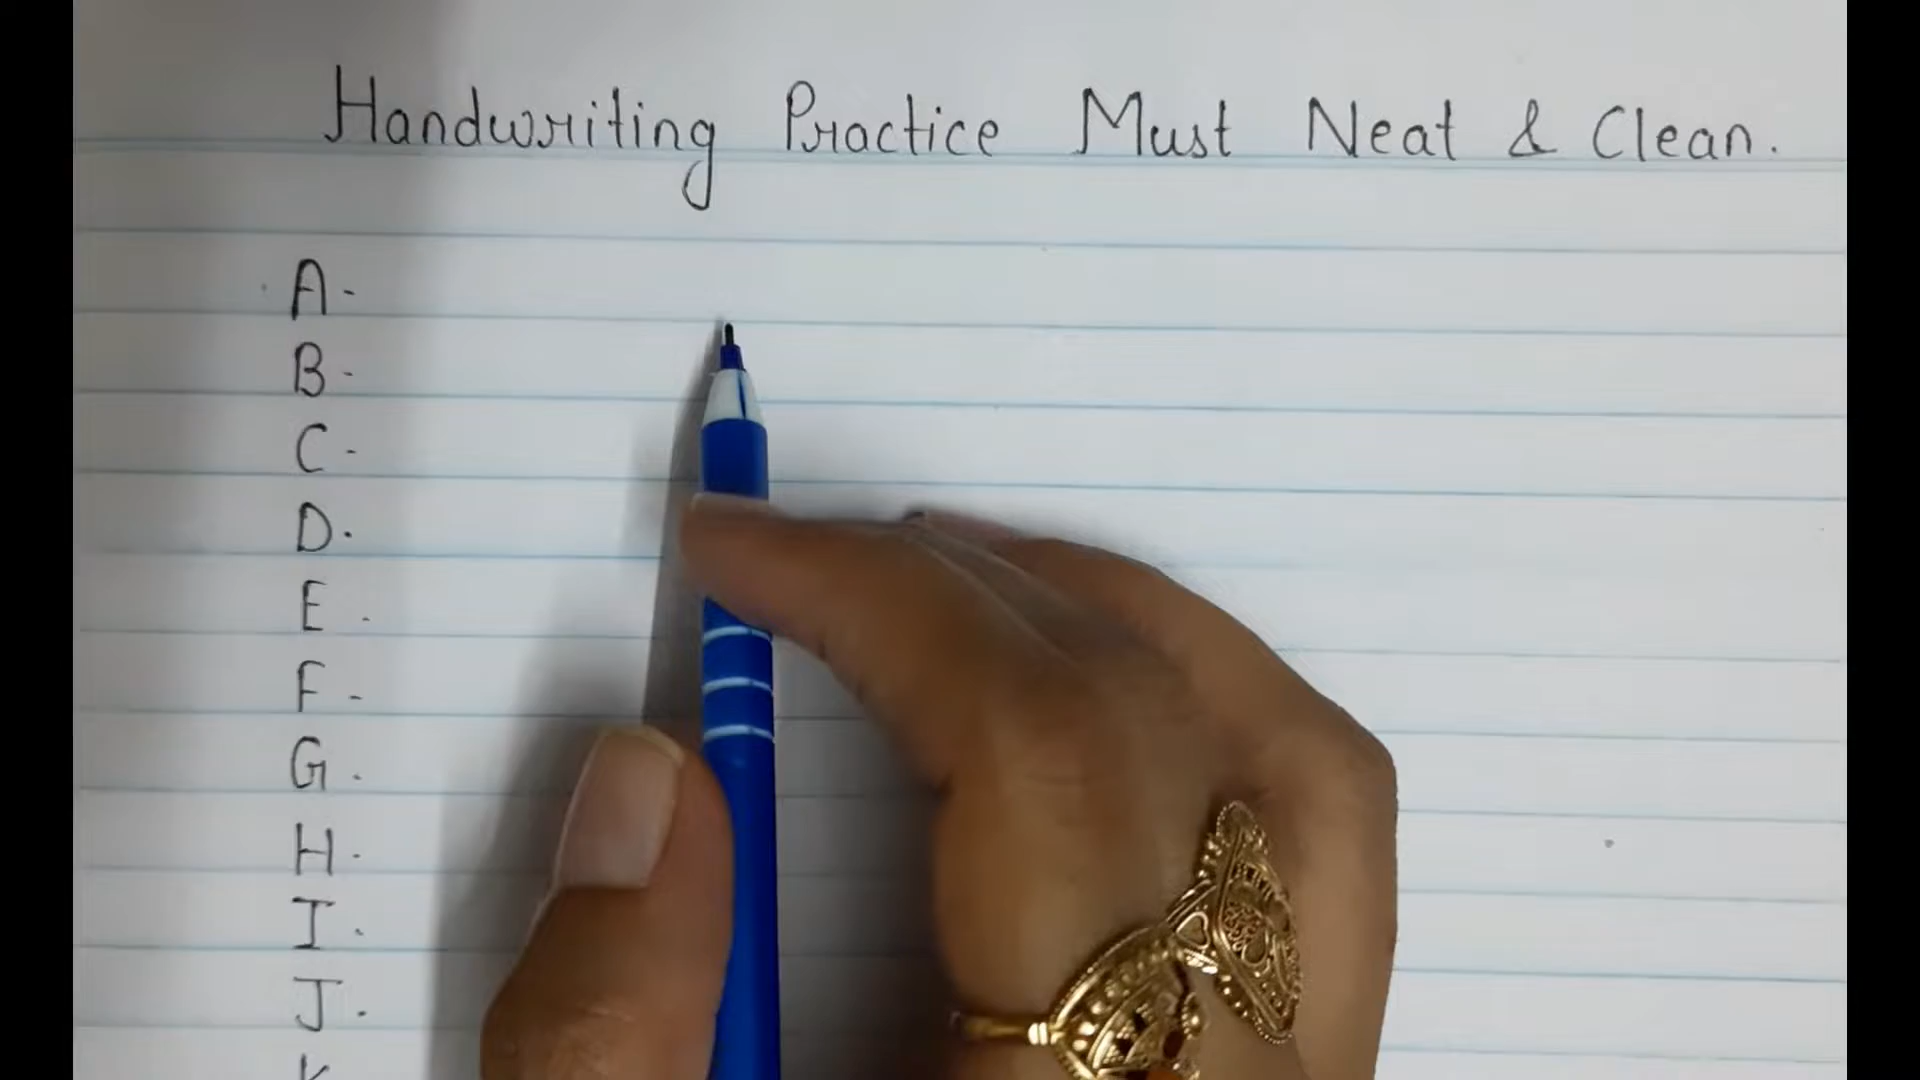 Handwriting Practice Must Neat & Clean.
A -
B -
C -
D .
E .
F -
G .
H .
I .
J .
K